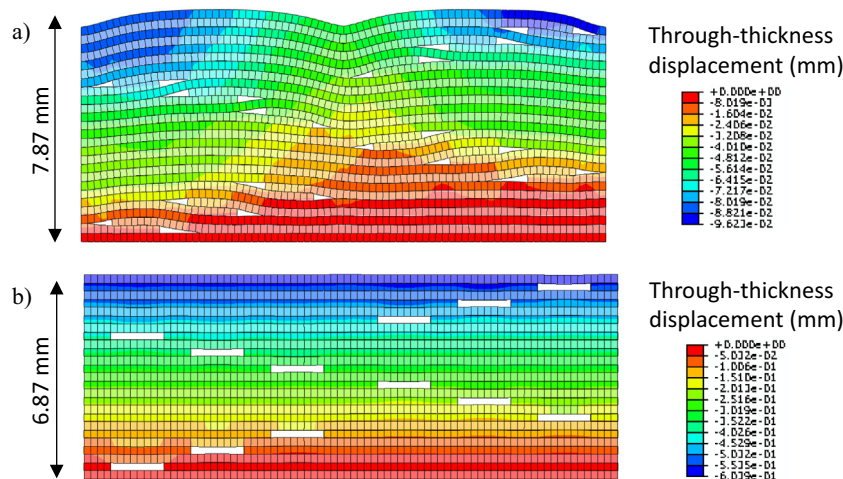 a)
7.87 mm
Through-thickness
displacement (mm)
+0.000e+00
-8.019e-03
-1.604e-02
-2.406e-02
-3.208e-02
-4.010e-02
-4.812e-02
-5.614e-02
-6.415e-02
-7.217e-02
-8.019e-02
-8.821e-02
-9.623e-02
b)
6.87 mm
Through-thickness
displacement (mm)
+0.000e+00
-5.032e-02
-1.006e-01
-1.510e-01
-2.013e-01
-2.516e-01
-3.019e-01
-3.522e-01
-4.026e-01
-4.529e-01
-5.032e-01
-5.535e-01
-6.039e-01